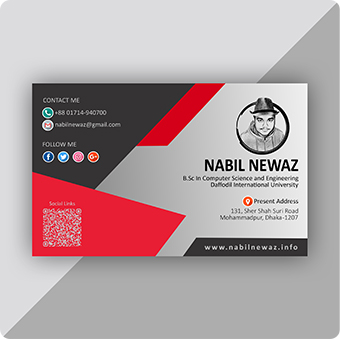 CONTACT ME
+88 01714-940700
nabilnewaz@gmail.com
FOLLOW ME
Social Links
NABIL NEWAZ
B.Sc In Computer Science and Engineering
Daffodil International University
Present Address
131, Sher Shah Suri Road
Mohammadpur, Dhaka-1207
www.nabilnewaz.info